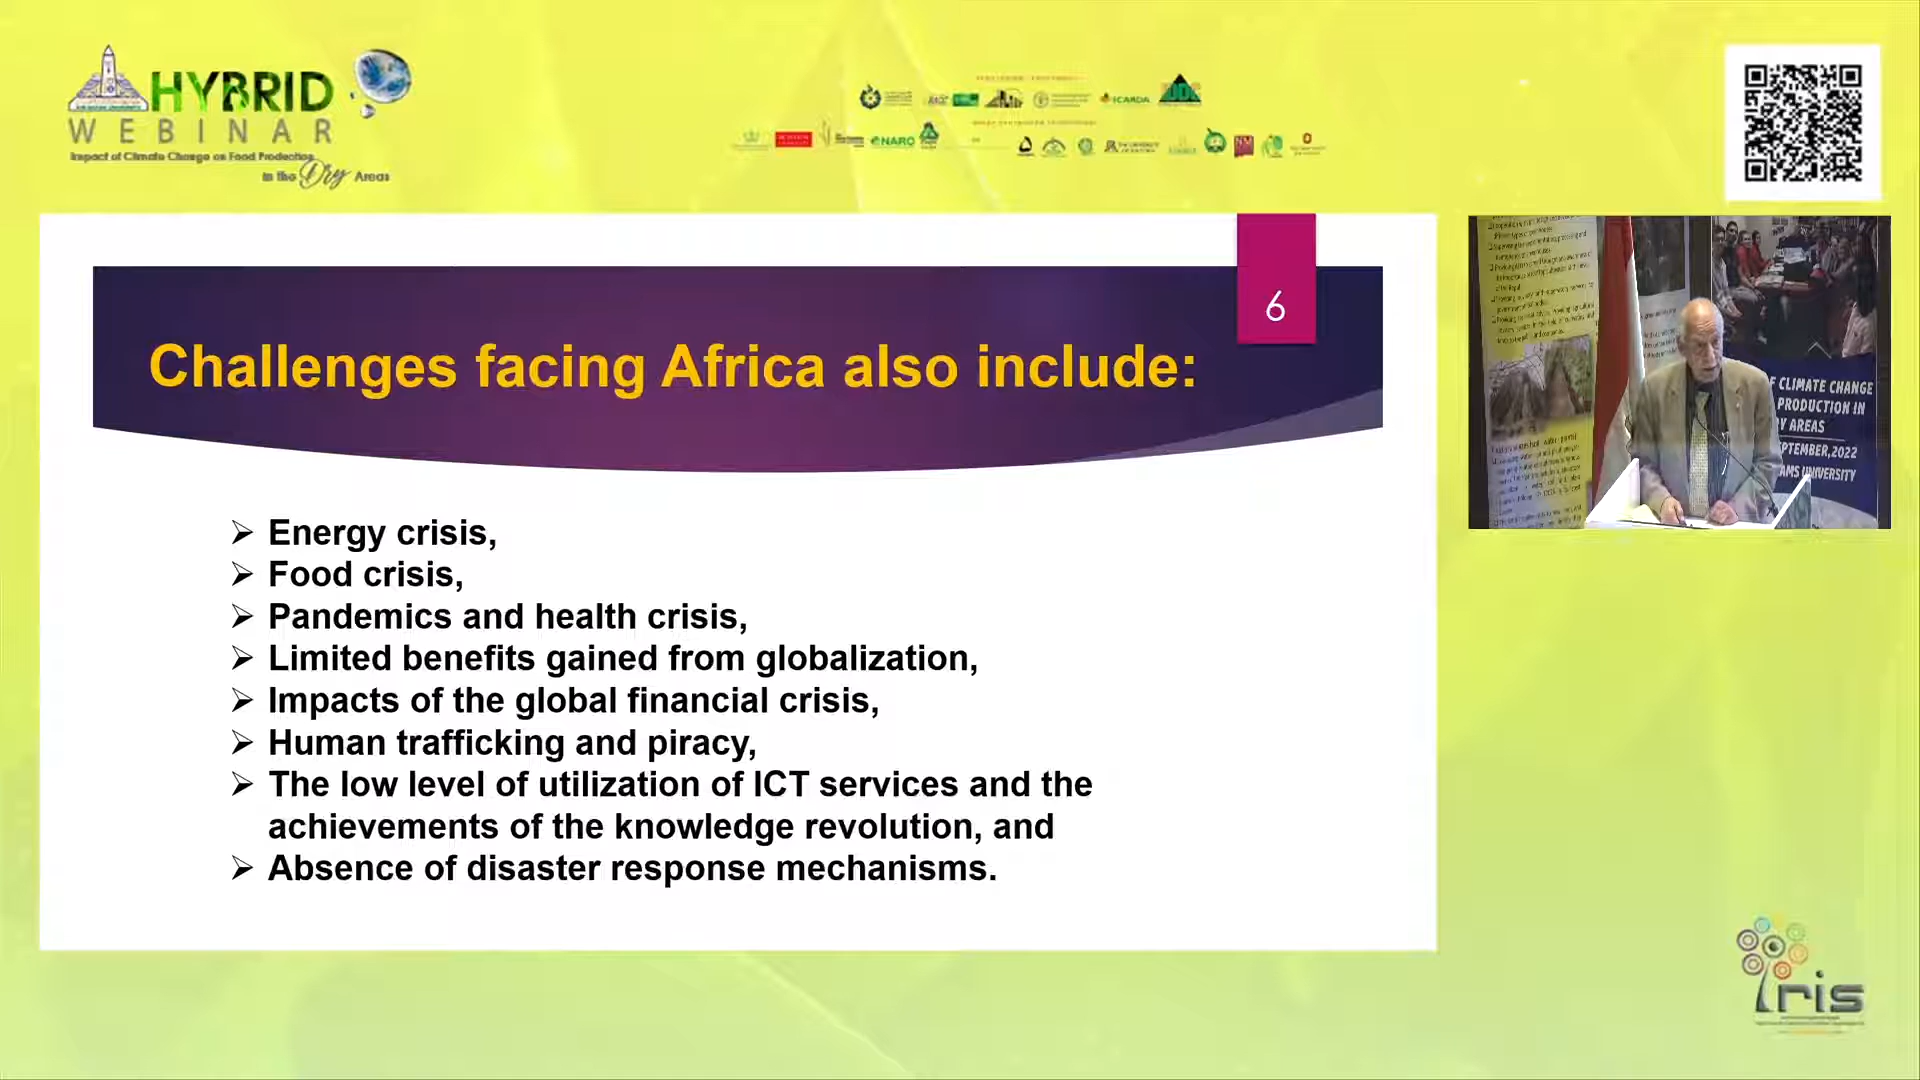 HYBRID
WEBINAR
Impact of Climate Change on Food Production
in the Dry Areas
ICARDA
NARC
6
Challenges facing Africa also include:
Energy crisis,
Food crisis,
Pandemics and health crisis,
Limited benefits gained from globalization,
Impacts of the global financial crisis,
Human trafficking and piracy,
The low level of utilization of ICT services and the
achievements of the knowledge revolution, and
Absence of disaster response mechanisms.
CLIMATE CHANGE
PRODUCTION IN
AREAS
,2022
UNIVERSITY
iris